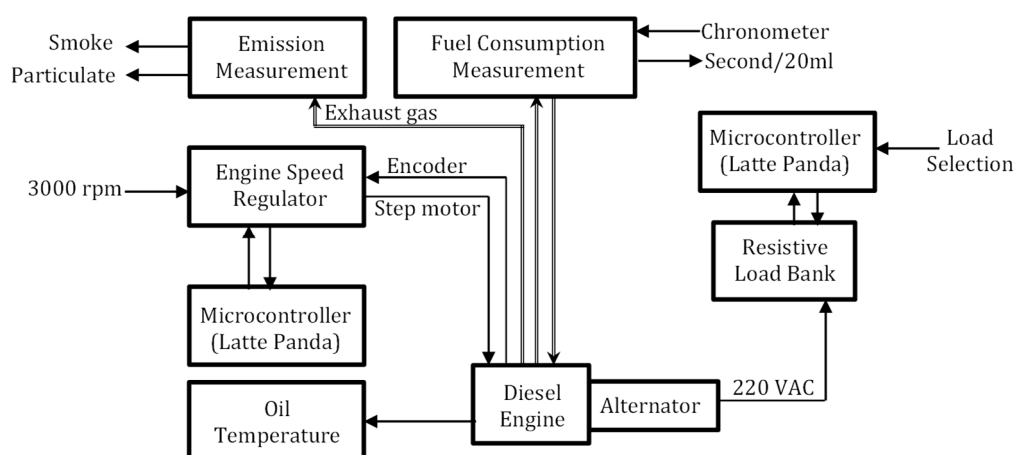 Smoke
Particulate
Emission
Measurement
Fuel Consumption
Measurement
Chronometer
Second/20ml
Exhaust gas
Microcontroller
(Latte Panda)
Load
Selection
3000 rpm
Engine Speed
Regulator
Encoder
Step motor
Resistive
Load Bank
Microcontroller
(Latte Panda)
Diesel
Engine
Alternator
220 VAC
Oil
Temperature